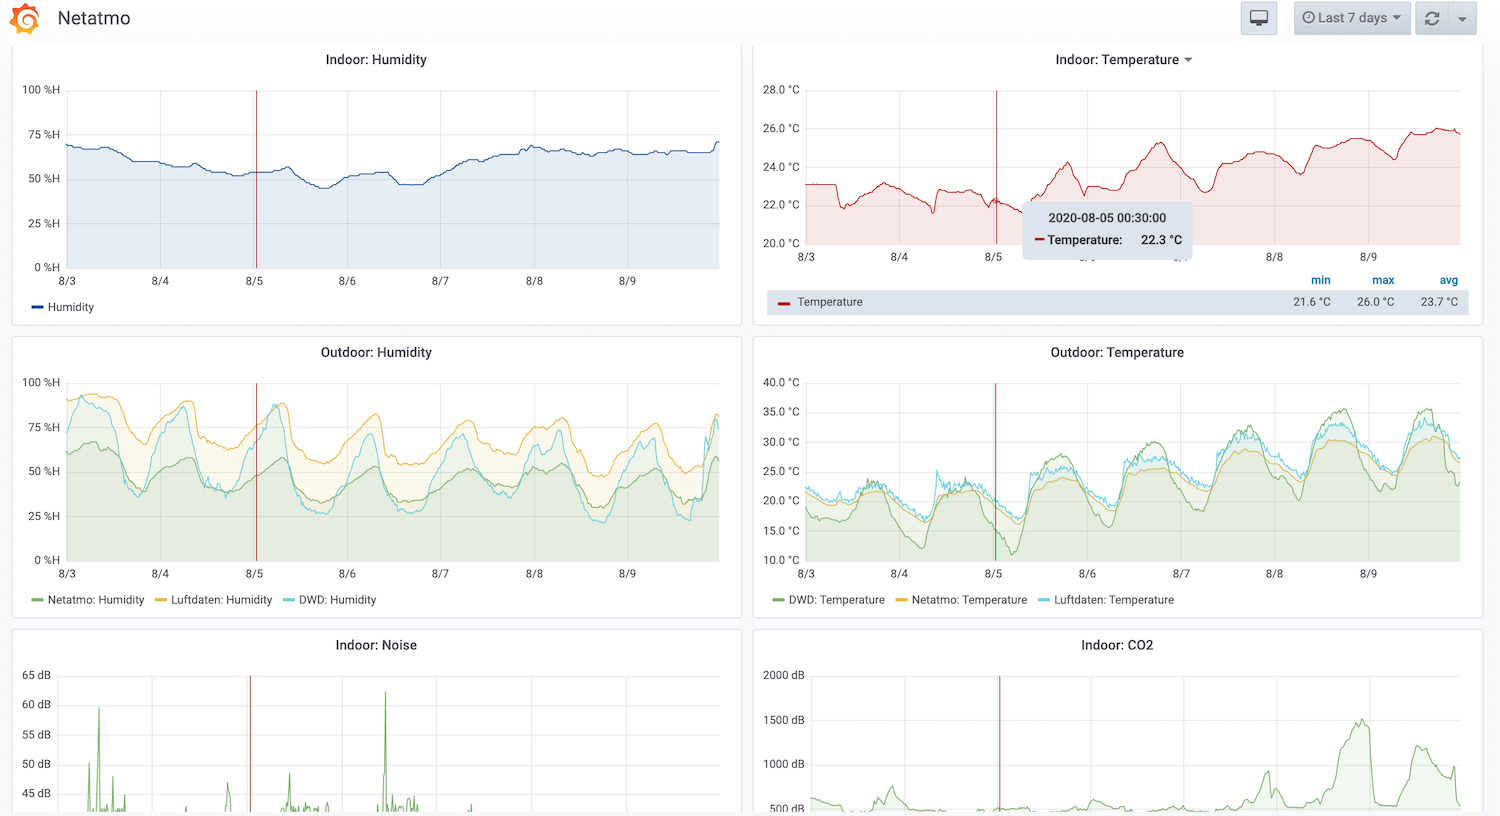 Netatmo
Last 7 days
Indoor: Humidity
100 %H
75 %H
50 %H
25 %H
0 %H
8/3 8/4 8/5 8/6 8/7 8/8 8/9
Humidity
Indoor: Temperature
28.0 °C
26.0 °C
24.0 °C
22.0 °C
20.0 °C
2020-08-05 00:30:00
Temperature: 22.3 °C
8/3 8/4 8/5 8/8 8/9
min max avg
Temperature 21.6 °C 26.0 °C 23.7 °C
Outdoor: Humidity
100 %H
75 %H
50 %H
25 %H
0 %H
8/3 8/4 8/5 8/6 8/7 8/8 8/9
Netatmo: Humidity Luftdaten: Humidity DWD: Humidity
Outdoor: Temperature
40.0 °C
35.0 °C
30.0 °C
25.0 °C
20.0 °C
15.0 °C
10.0 °C
8/3 8/4 8/5 8/6 8/7 8/8 8/9
DWD: Temperature Netatmo: Temperature Luftdaten: Temperature
Indoor: Noise
65 dB
60 dB
55 dB
50 dB
45 dB
Indoor: CO2
2000 dB
1500 dB
1000 dB
500 dB